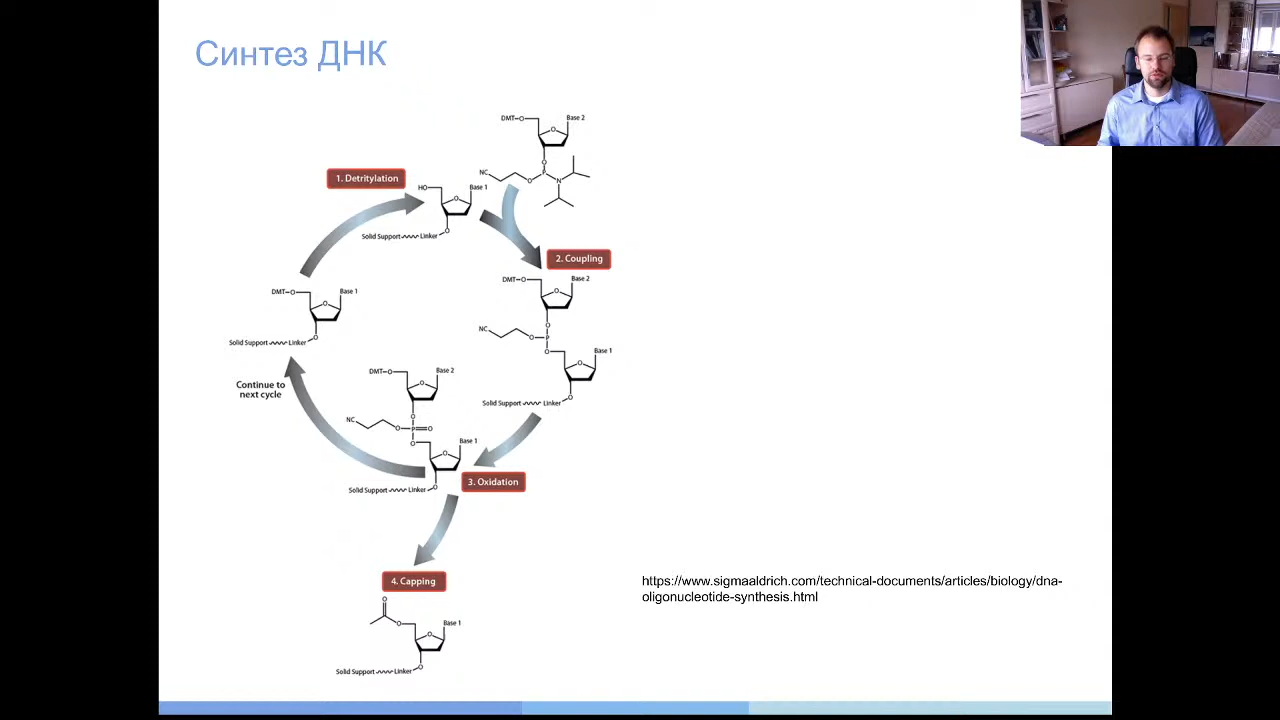 Синтез ДНК
DMT
O
Base 2
O
O
NC
O
P
N
1. Detritylation
HO
Base 1
O
O
Solid Support
Linker
2. Coupling
DMT
O
Base 2
O
O
NC
O
P
O
Base 1
O
O
Solid Support
Linker
DMT
O
Base 1
O
O
Solid Support
Linker
Continue to
next cycle
DMT
O
Base 2
O
O
NC
O
P
O
O
Base 1
O
O
Solid Support
Linker
3. Oxidation
4. Capping
O
O
Base 1
O
O
Solid Support
Linker
https://www.sigmaaldrich.com/technical-documents/articles/biology/dna-
oligonucleotide-synthesis.html